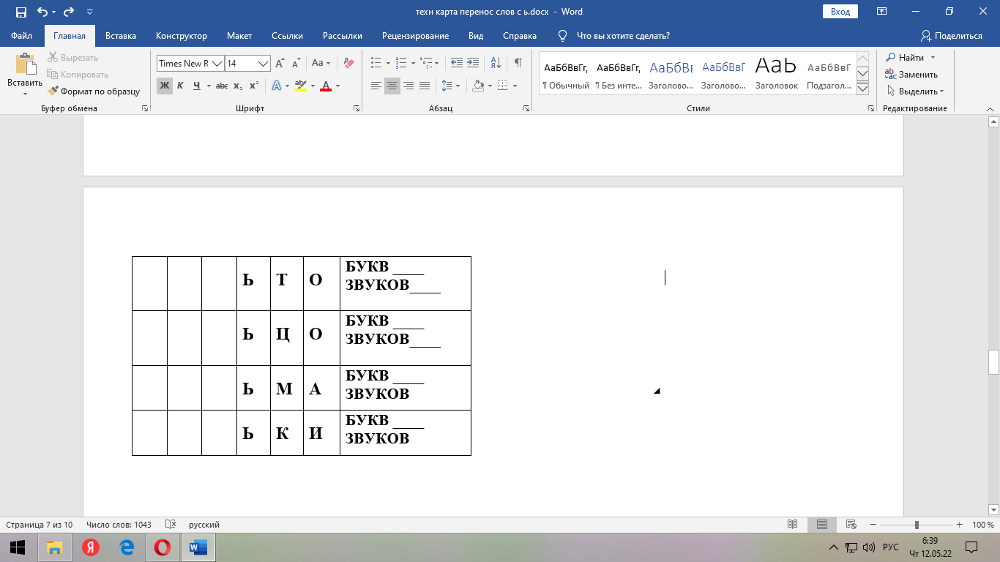 техн карта перенос слов с ь.docx - Word
Вход
Файл Главная Вставка Конструктор Макет Ссылки Рассылки Рецензирование Вид Справка Что вы хотите сделать? Поделиться
Вставить
Вырезать
Копировать
Формат по образцу
Буфер обмена
Times New R 14
Aa
Ж К Ч abc x₂ x²
Шрифт
Абзац
АаБбВвГг, АаБбВвГг, АаБбВв АаБбВвГ АаЬ АаБбВвГ
¶ Обычный ¶ Без инте... Заголово... Заголово... Заголовок Подзагол...
Стили
Найти
Заменить
Выделить
Редактирование
Ь Т О БУКВ ____
ЗВУКОВ____
Ь Ц О БУКВ ____
ЗВУКОВ____
Ь М А БУКВ ____
ЗВУКОВ
Ь К И БУКВ ____
ЗВУКОВ
Страница 7 из 10 Число слов: 1043 русский 100 %
РУС
6:39
Чт 12.05.22